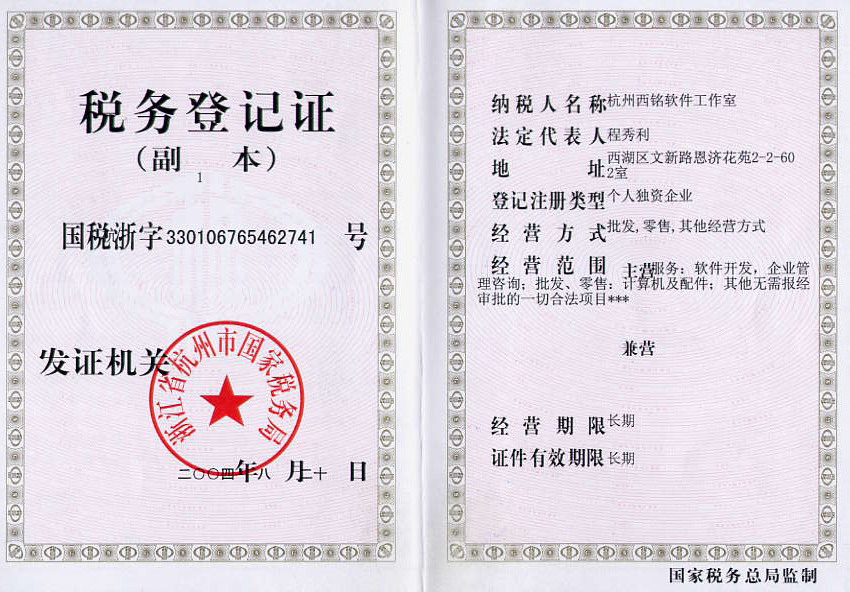 税务登记证
（副 本）
1
国税浙字330106765462741 号
发证机关
浙江省杭州市国家税务局
二〇〇四年八月二十日
纳税人名称 杭州西铭软件工作室
法定代表人 程秀利
地 址 西湖区文新路恩济花苑2-2-60
2室
登记注册类型 个人独资企业
经营方式 批发,零售,其他经营方式
经营范围 主营 服务：软件开发，企业管
理咨询；批发、零售：计算机及配件；其他无需报经
审批的一切合法项目***
兼营
经营期限 长期
证件有效期限 长期
国家税务总局监制